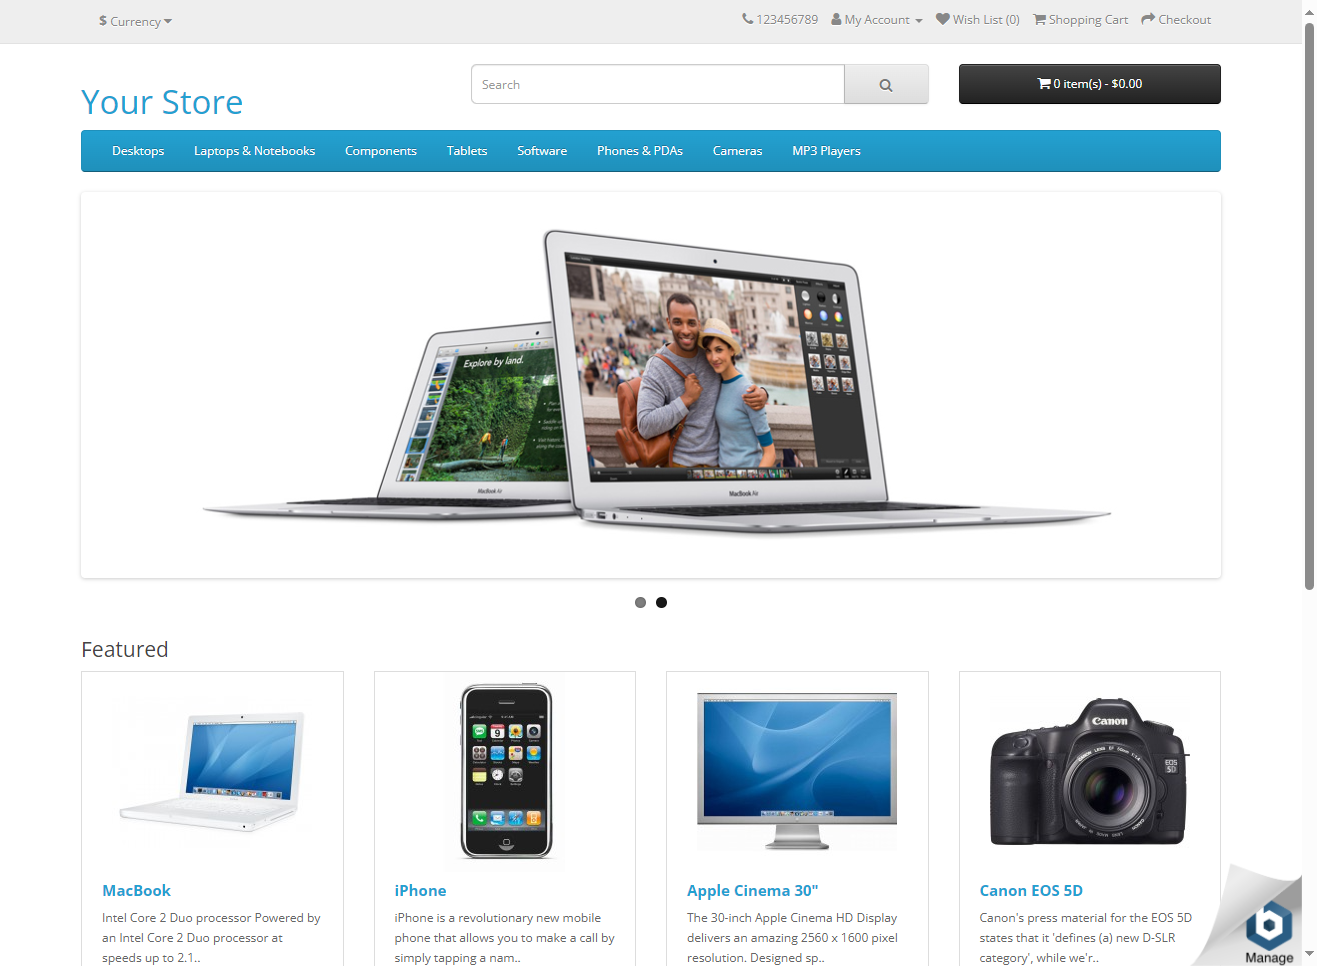 $ Currency
123456789 My Account Wish List (0) Shopping Cart Checkout
Your Store
Search
0 item(s) - $0.00
Desktops Laptops & Notebooks Components Tablets Software Phones & PDAs Cameras MP3 Players
Explore by land.
MacBook Air
MacBook Air
Featured
Canon
EOS
5D
MacBook
Intel Core 2 Duo processor Powered by
an Intel Core 2 Duo processor at
speeds up to 2.1..
iPhone
iPhone is a revolutionary new mobile
phone that allows you to make a call by
simply tapping a nam..
Apple Cinema 30"
The 30-inch Apple Cinema HD Display
delivers an amazing 2560 x 1600 pixel
resolution. Designed sp..
Canon EOS 5D
Canon's press material for the EOS 5D
states that it 'defines (a) new D-SLR
category', while we'r..
Manage